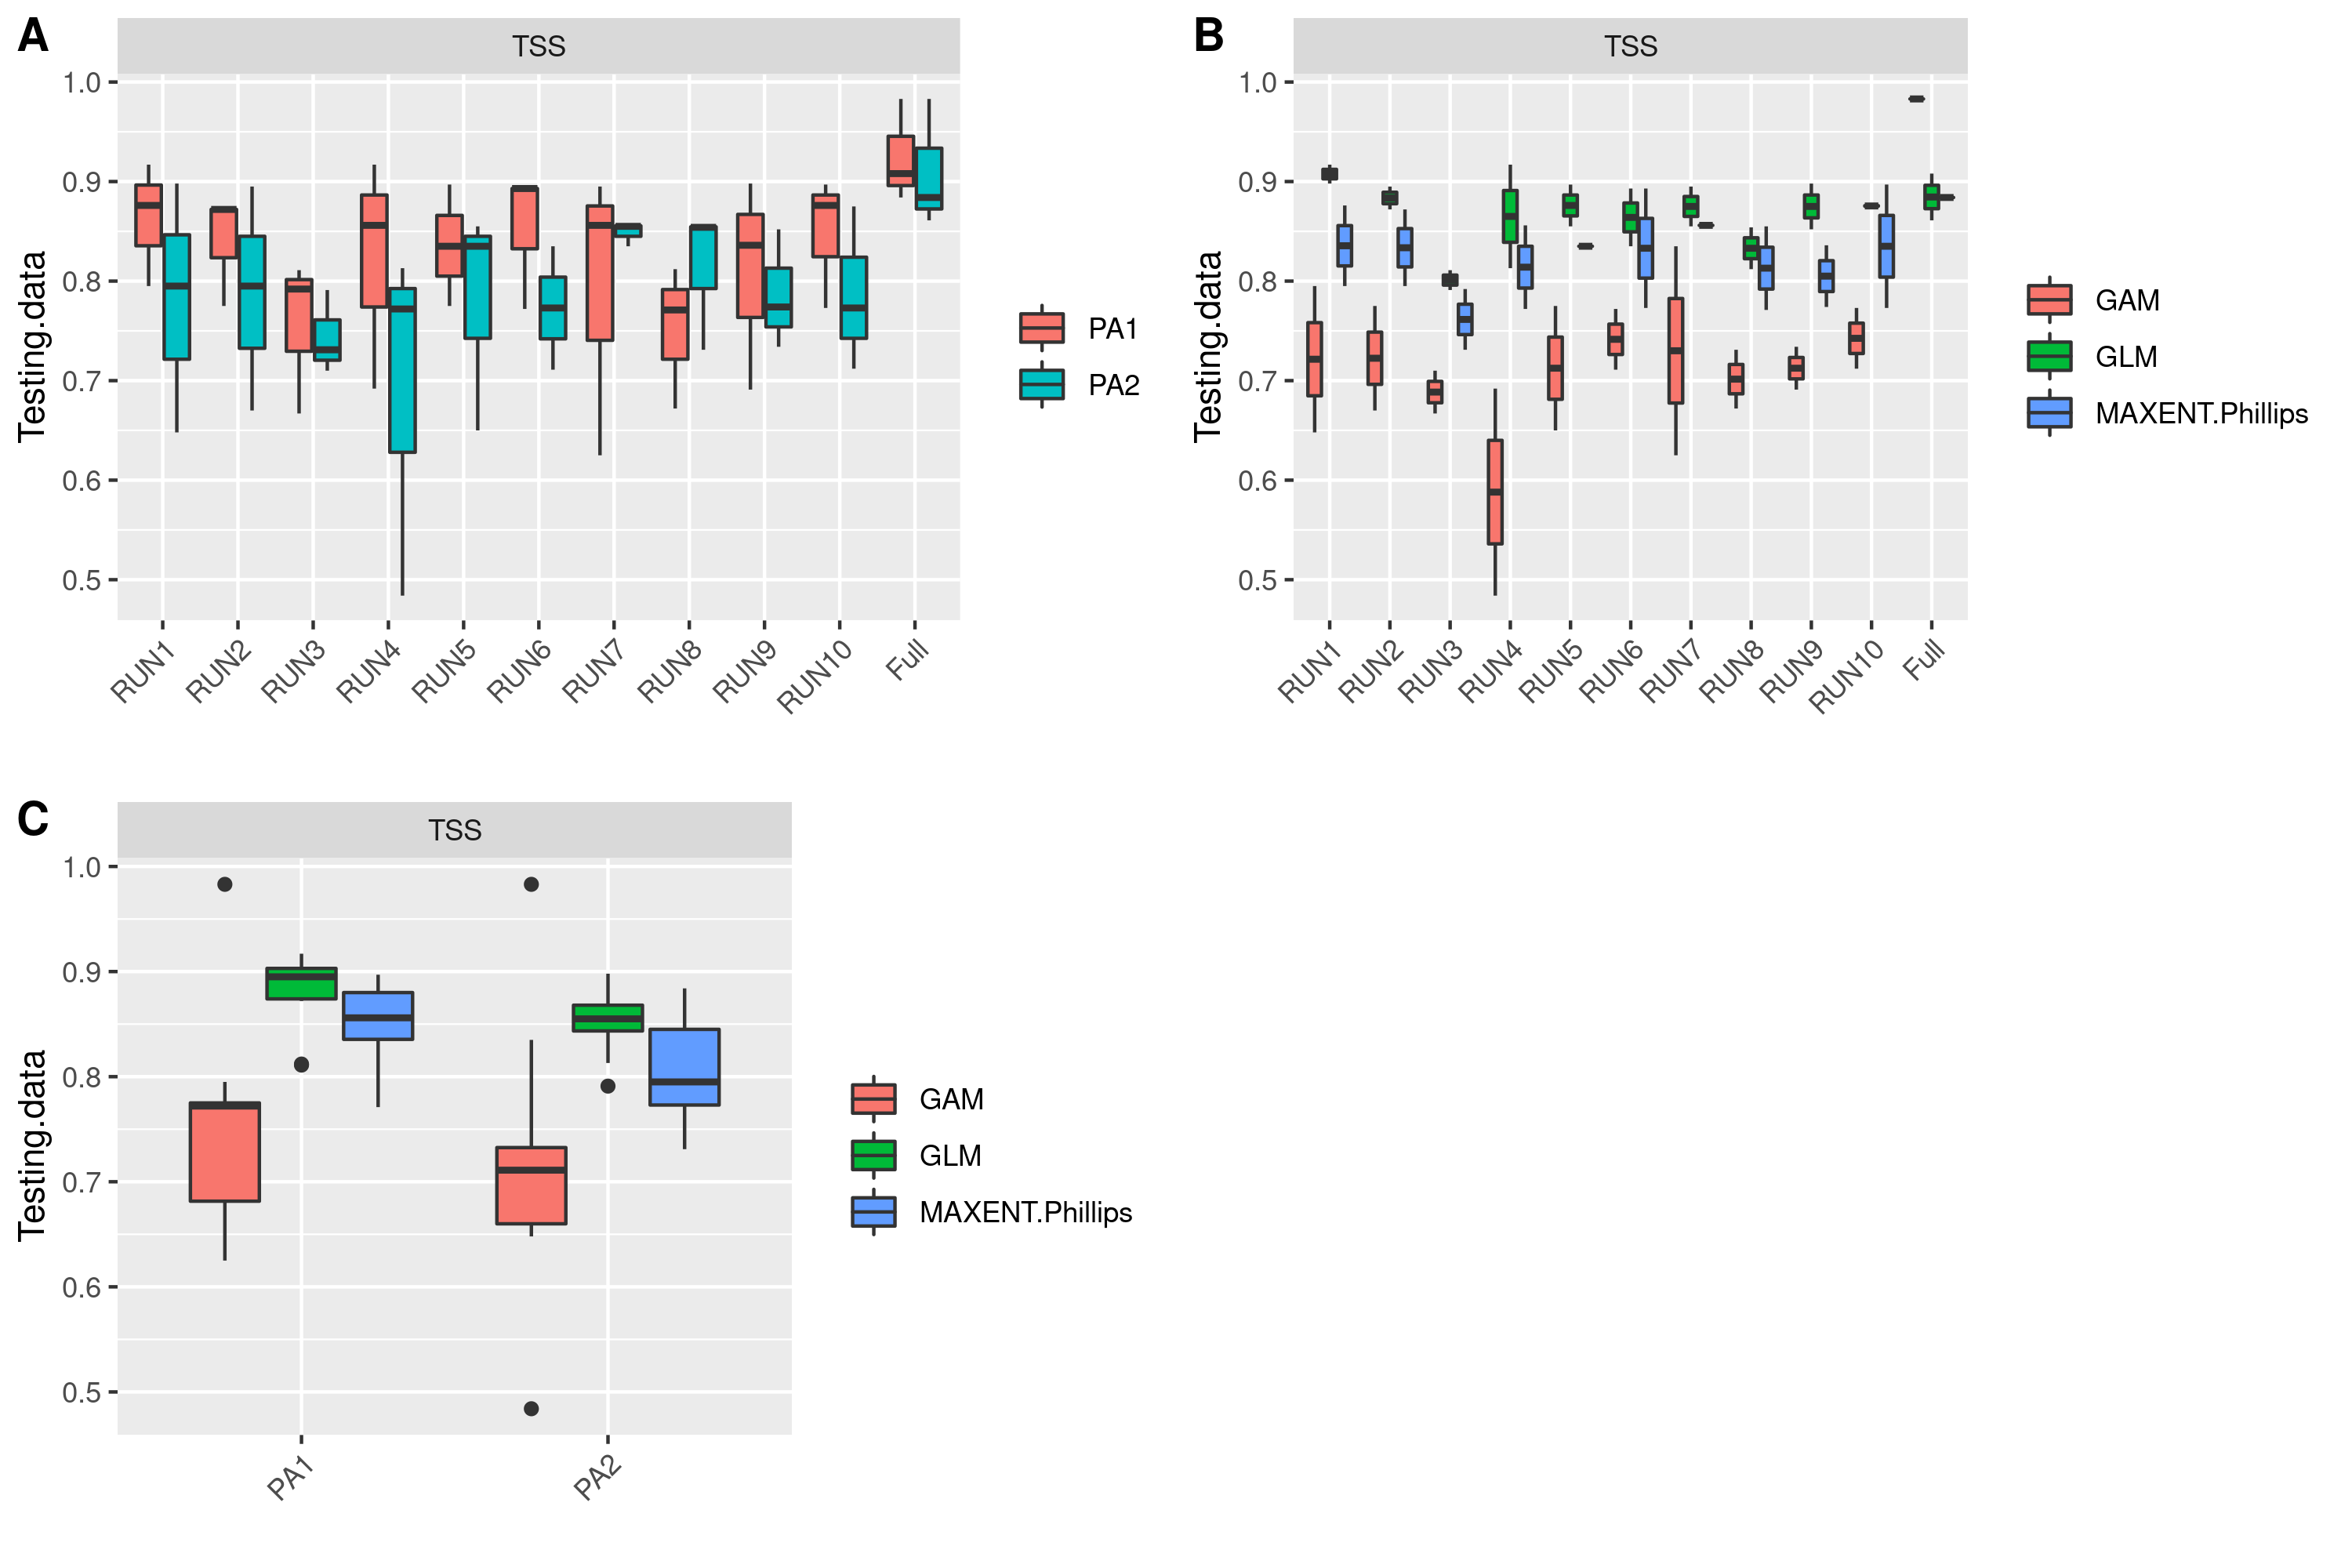 A
TSS
1.0
0.9
0.8
0.7
0.6
0.5
Testing.data
RUN1
RUN2
RUN3
RUN4
RUN5
RUN6
RUN7
RUN8
RUN9
RUN10
Full
PA1
PA2
B
TSS
1.0
0.9
0.8
0.7
0.6
0.5
Testing.data
RUN1
RUN2
RUN3
RUN4
RUN5
RUN6
RUN7
RUN8
RUN9
RUN10
Full
GAM
GLM
MAXENT.Phillips
C
TSS
1.0
0.9
0.8
0.7
0.6
0.5
Testing.data
PA1
PA2
GAM
GLM
MAXENT.Phillips